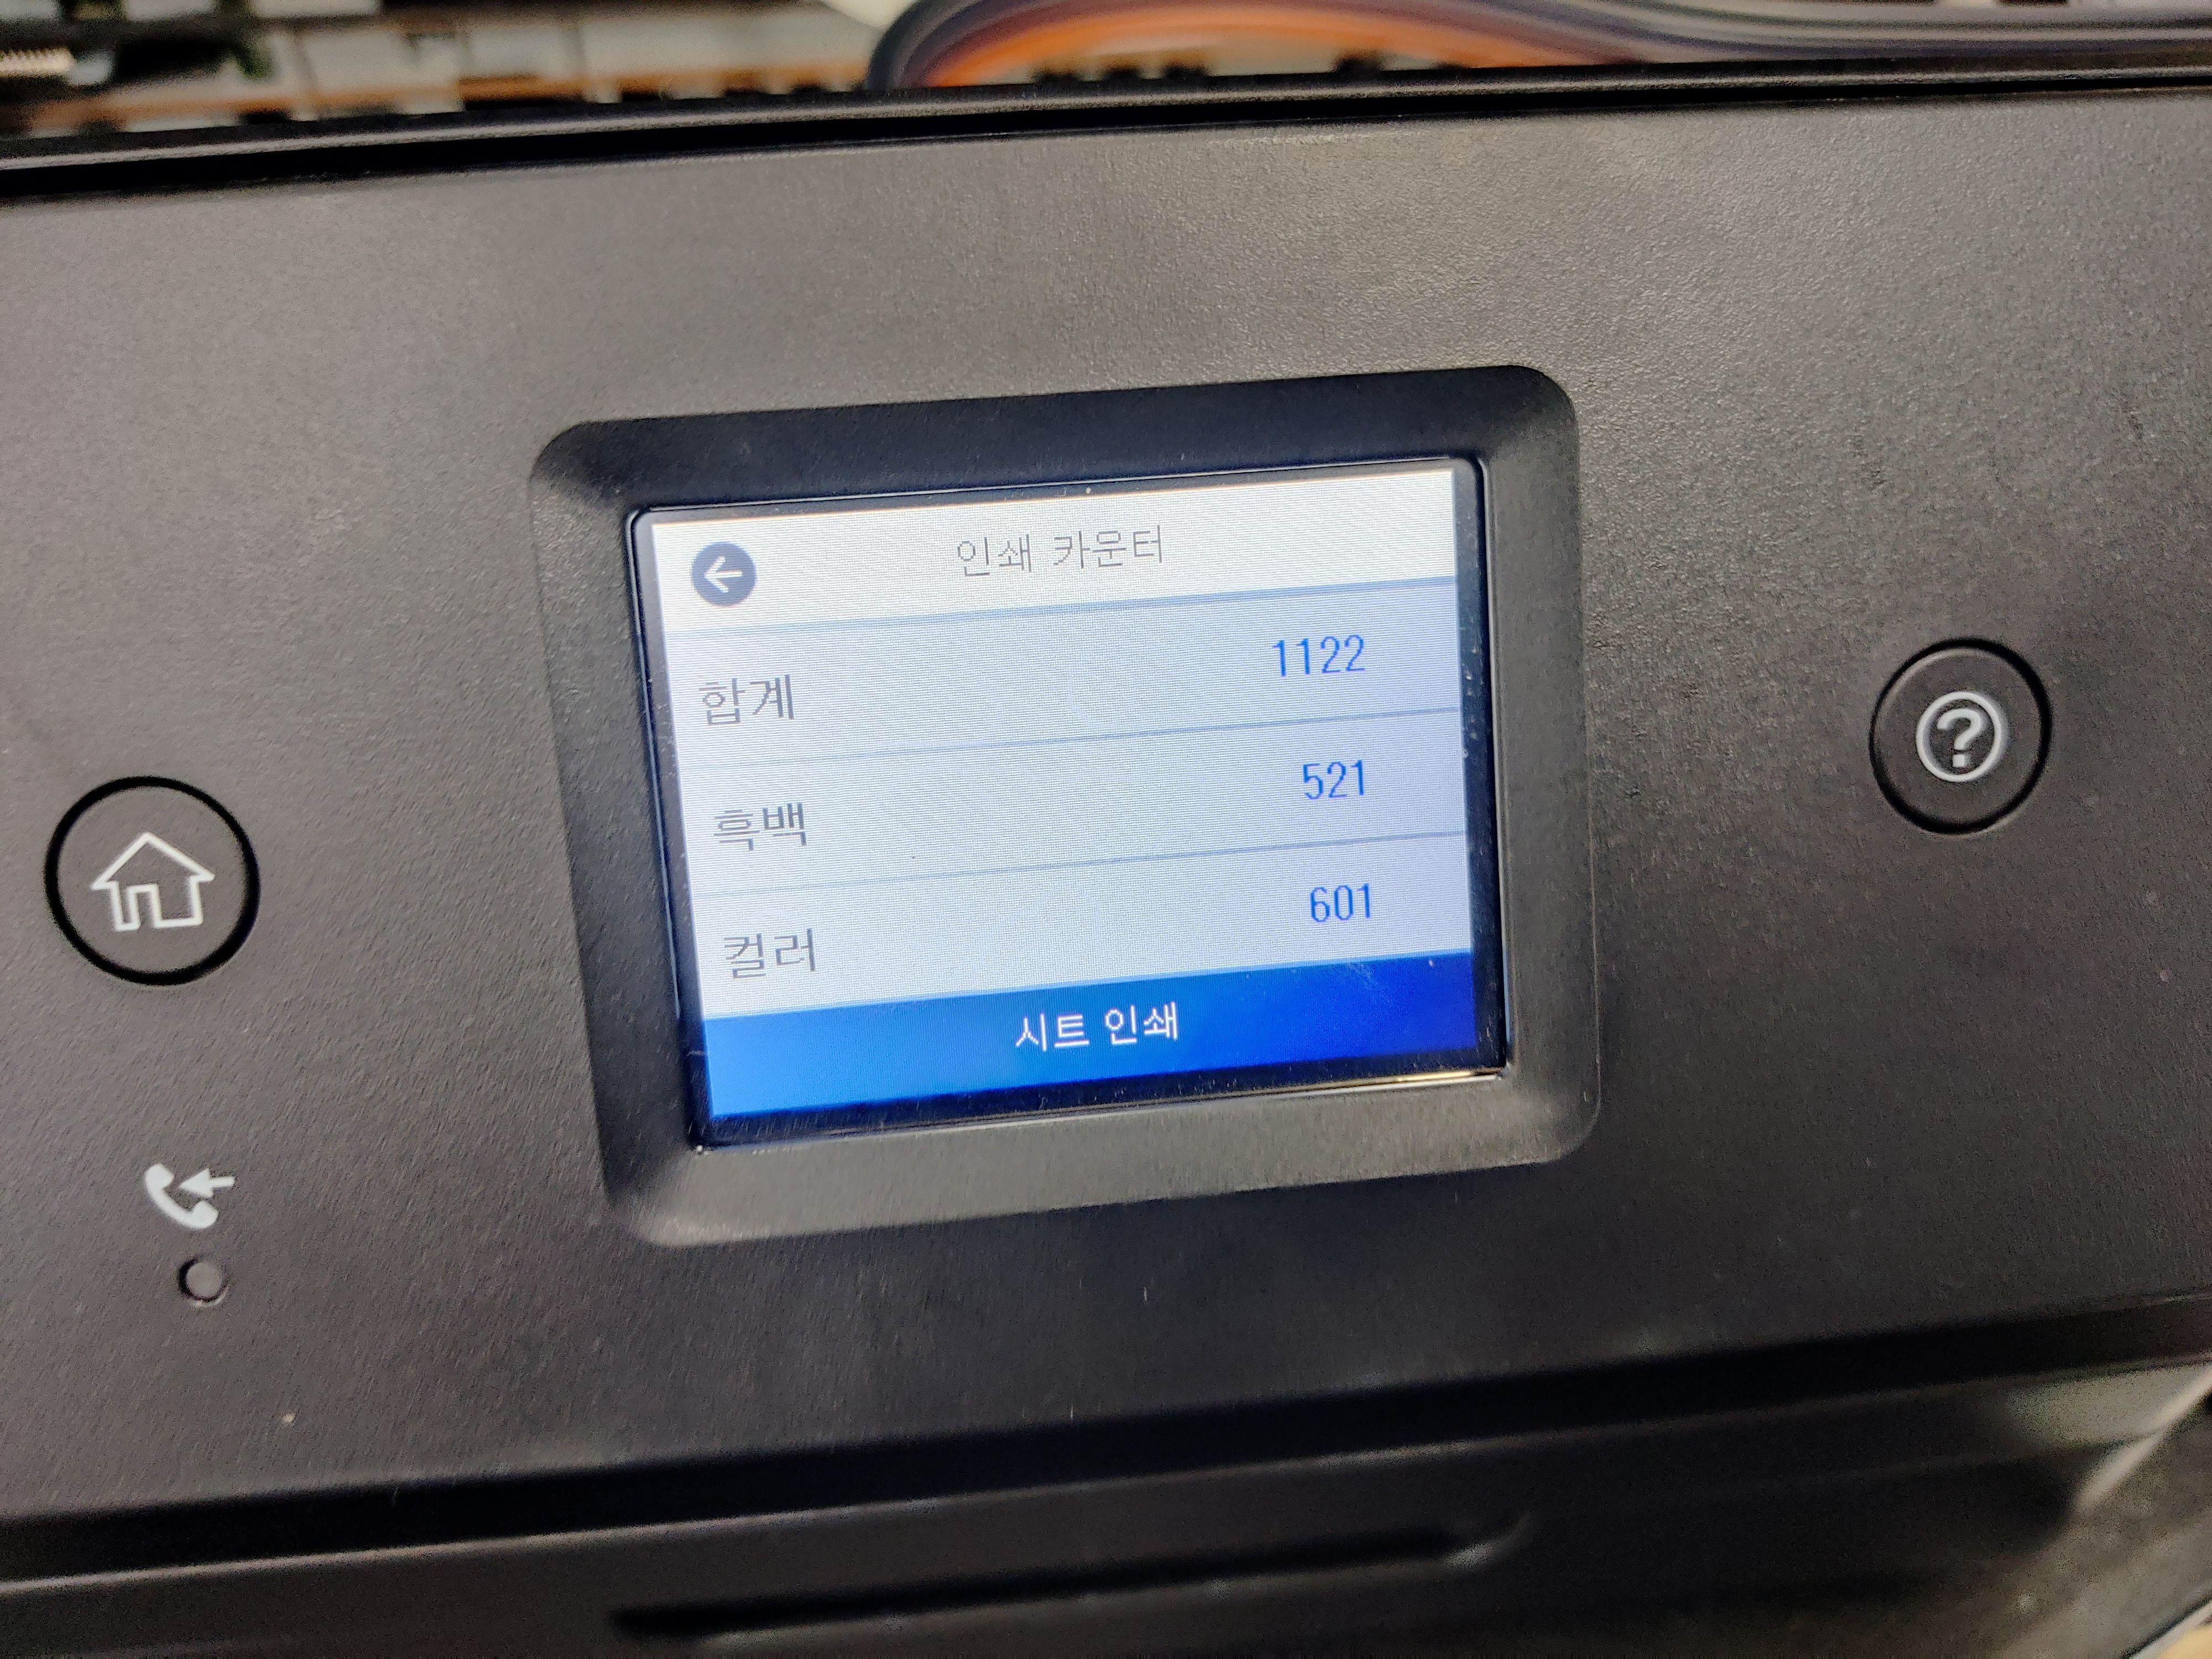 인쇄 카운터
합계 1122
흑백 521
컬러 601
시트 인쇄